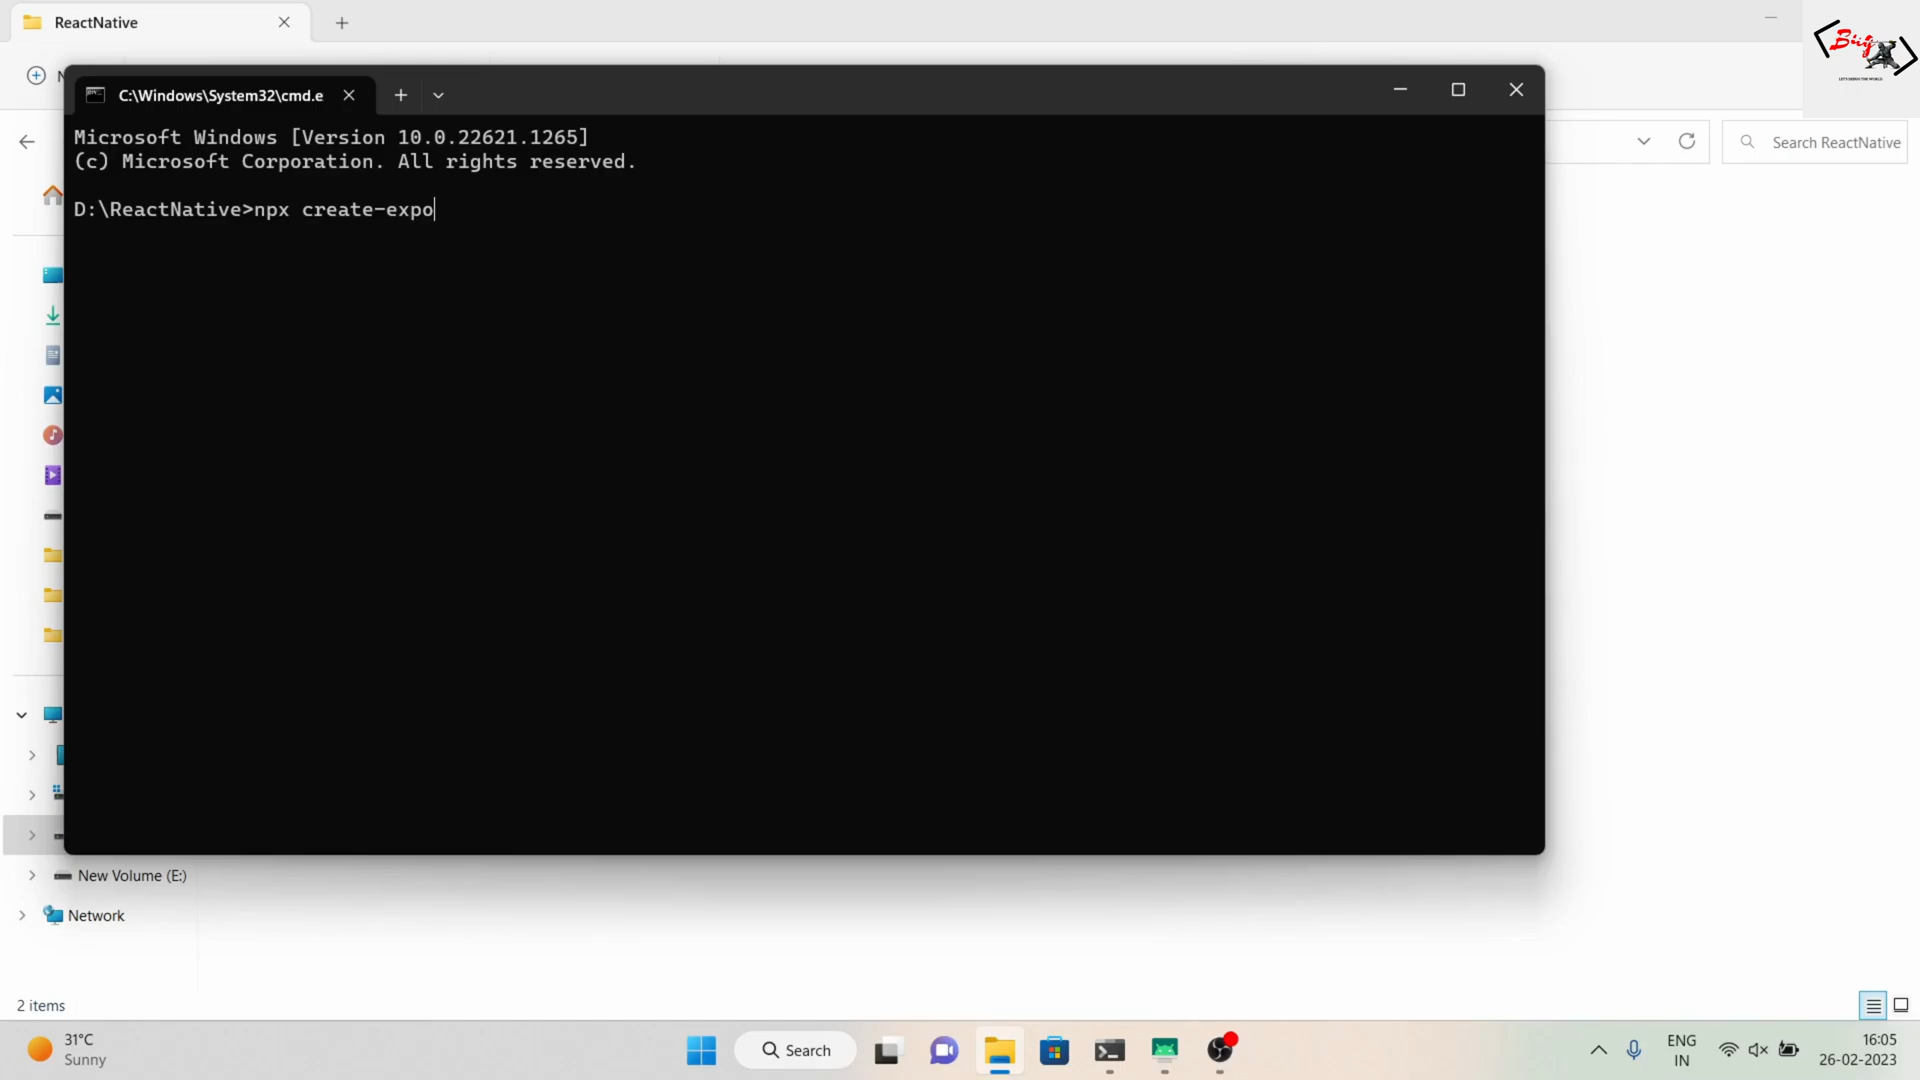 ReactNative
N
Bug
C:\Windows\System32\cmd.e
Microsoft Windows [Version 10.0.22621.1265]
(c) Microsoft Corporation. All rights reserved.
Search ReactNative
D:\ReactNative>npx create-expo
New Volume (E:)
Network
2 items
31°C
Sunny
Search
ENG
IN
16:05
26-02-2023